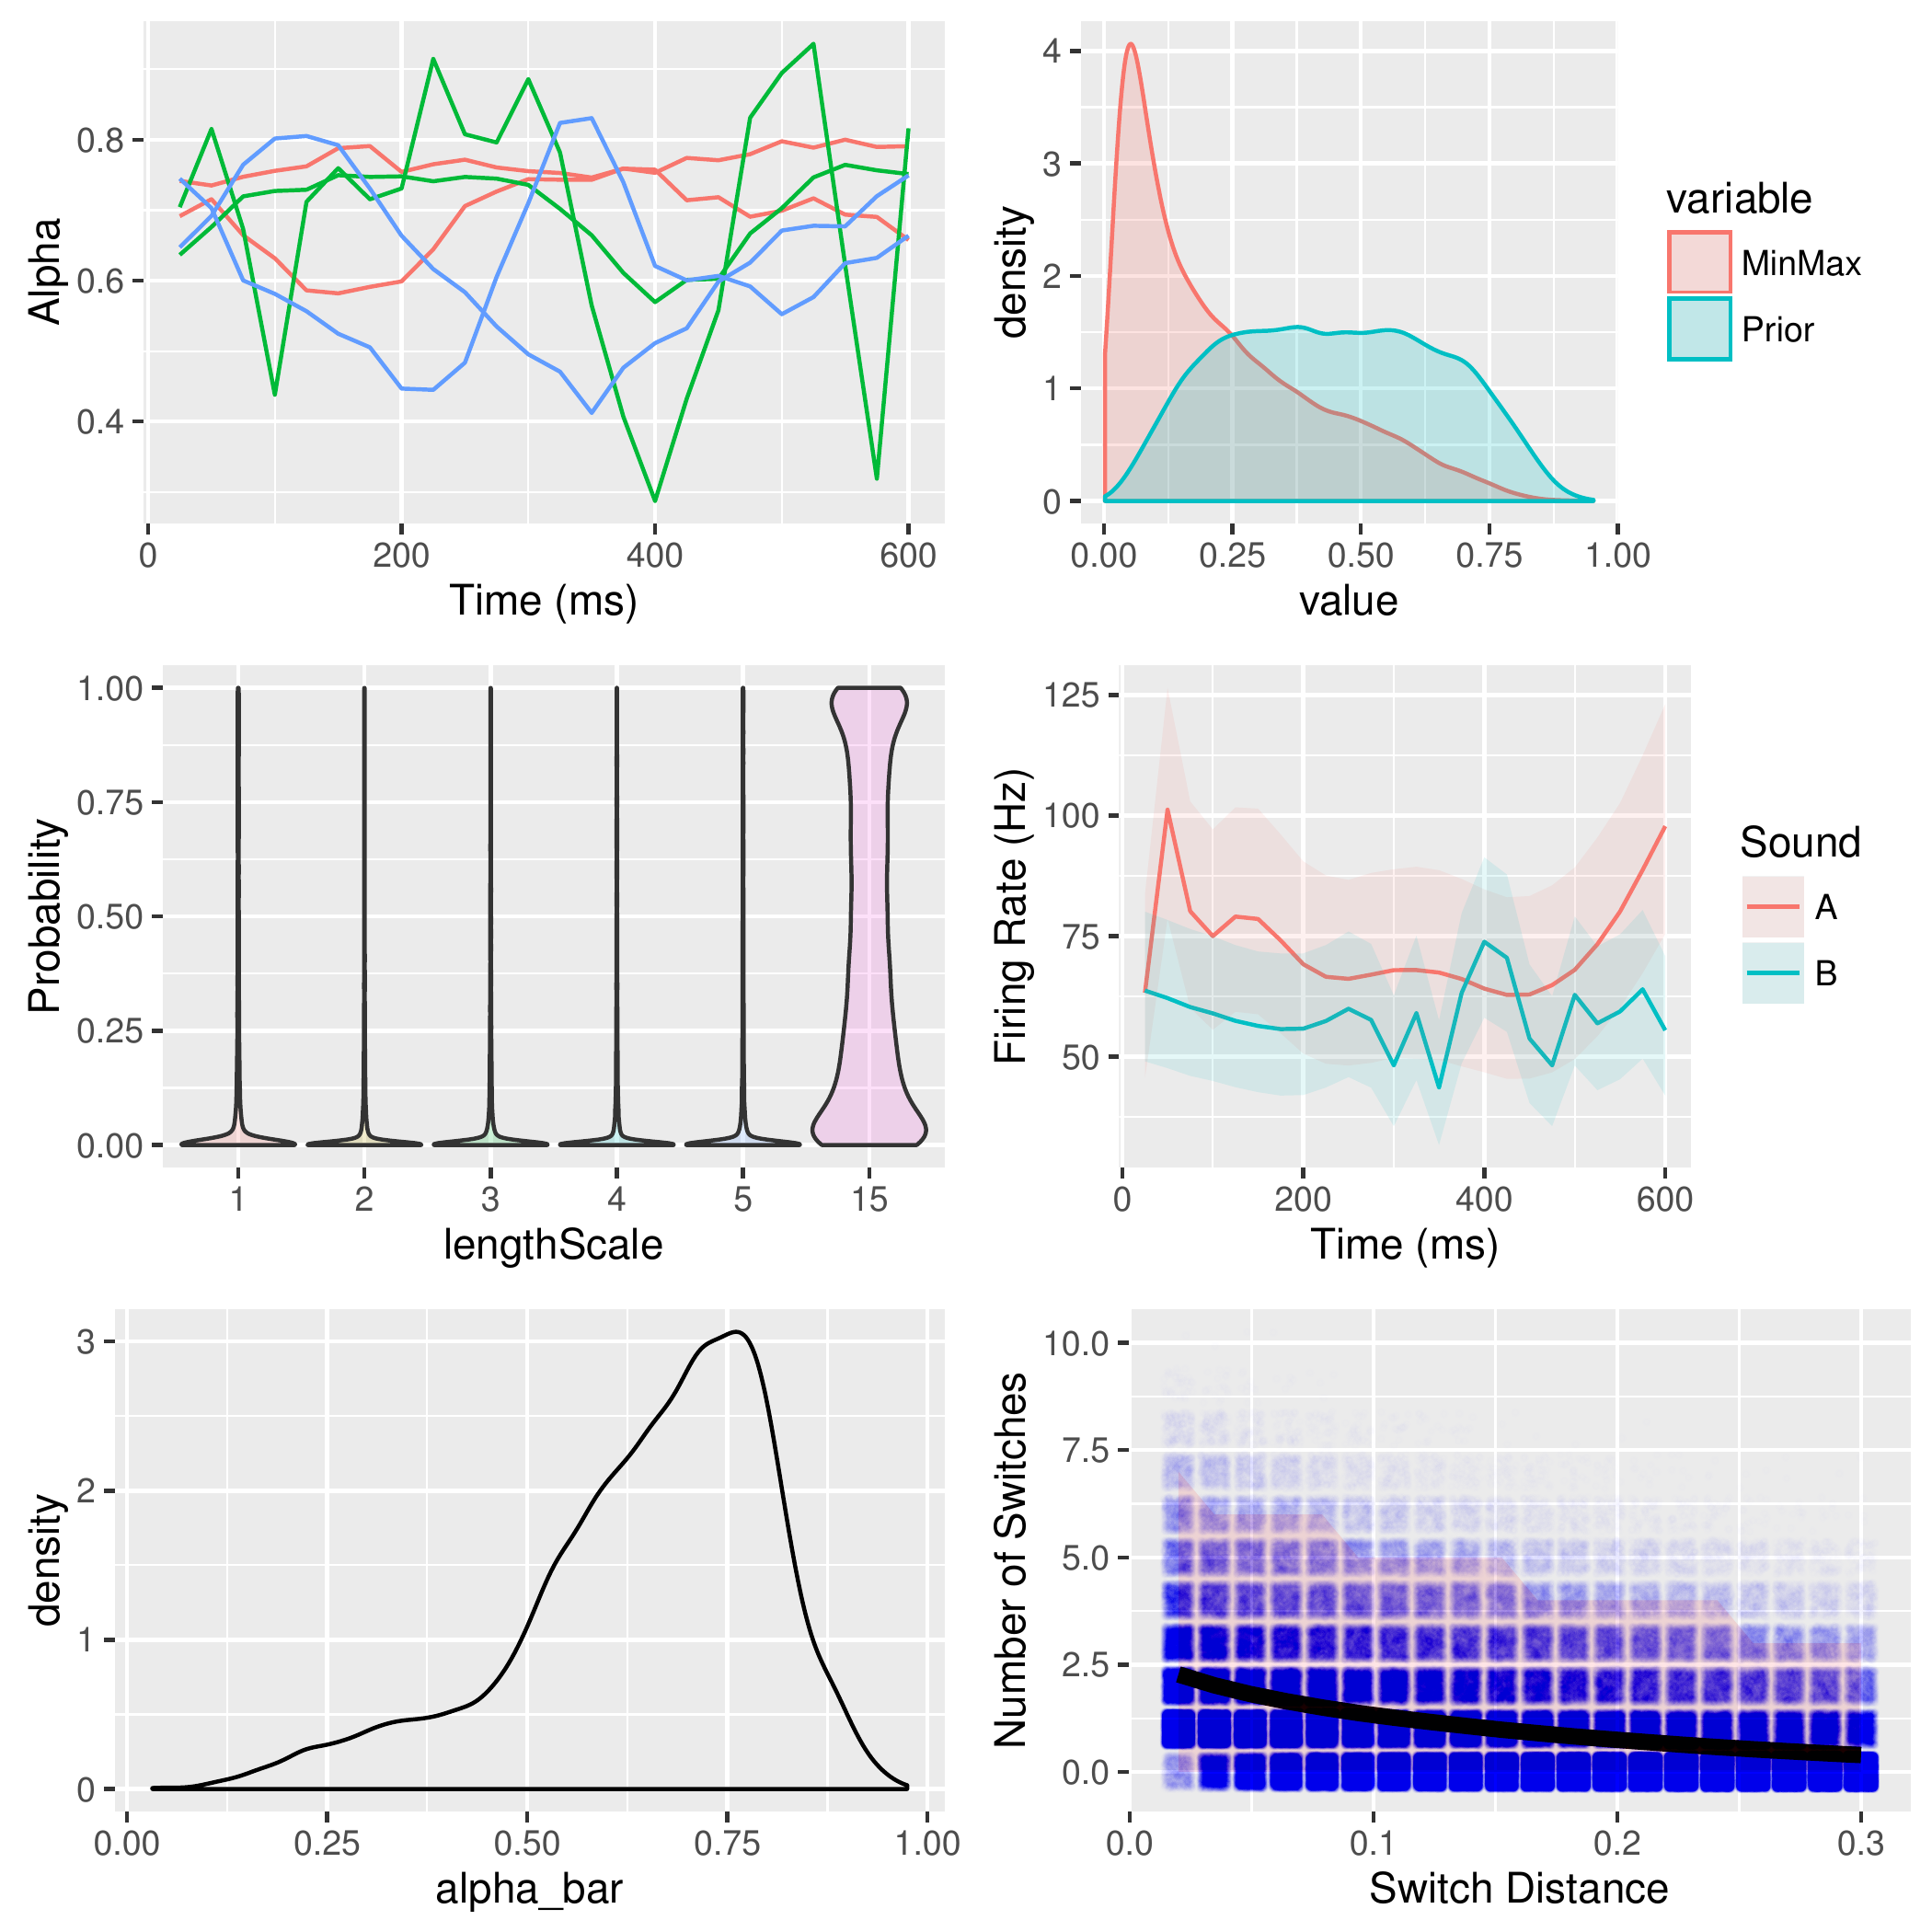 Alpha
0.8
0.6
0.4
0 200 400 600
Time (ms)
density
4
3
2
1
0
0.00 0.25 0.50 0.75 1.00
value
variable
MinMax
Prior
Probability
1.00
0.75
0.50
0.25
0.00
1 2 3 4 5 15
lengthScale
Firing Rate (Hz)
125
100
75
50
0 200 400 600
Time (ms)
Sound
A
B
density
3
2
1
0
0.00 0.25 0.50 0.75 1.00
alpha_bar
Number of Switches
10.0
7.5
5.0
2.5
0.0
0.0 0.1 0.2 0.3
Switch Distance